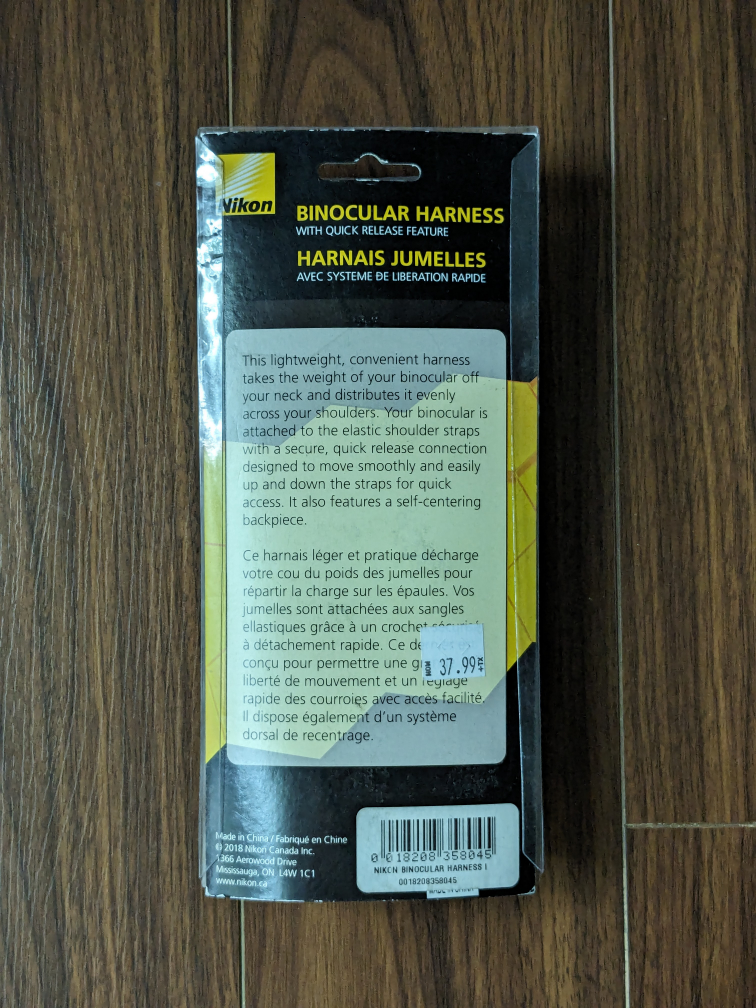 Nikon
BINOCULAR HARNESS
WITH QUICK RELEASE FEATURE
HARNAIS JUMELLES
AVEC SYSTEME DE LIBERATION RAPIDE
This lightweight, convenient harness
takes the weight of your binocular off
your neck and distributes it evenly
across your shoulders. Your binocular is
attached to the elastic shoulder straps
with a secure, quick release connection
designed to move smoothly and easily
up and down the straps for quick
access. It also features a self-centering
backpiece.
Ce harnais léger et pratique décharge
votre cou du poids des jumelles pour
répartir la charge sur les épaules. Vos
jumelles sont attachées aux sangles
ellastiques grâce à un crochet
à détachement rapide. Ce
conçu pour permettre une
liberté de mouvement et un réglage
rapide des courroies avec accès facilité.
Il dispose également d'un système
dorsal de recentrage.
NOW 37.99 +TX
Made in China / Fabriqué en Chine
© 2018 Nikon Canada Inc.
1366 Aerowood Drive
Mississauga, ON L4W 1C1
www.nikon.ca
0 018208 358045
NIKON BINOCULAR HARNESS I
0018208358045